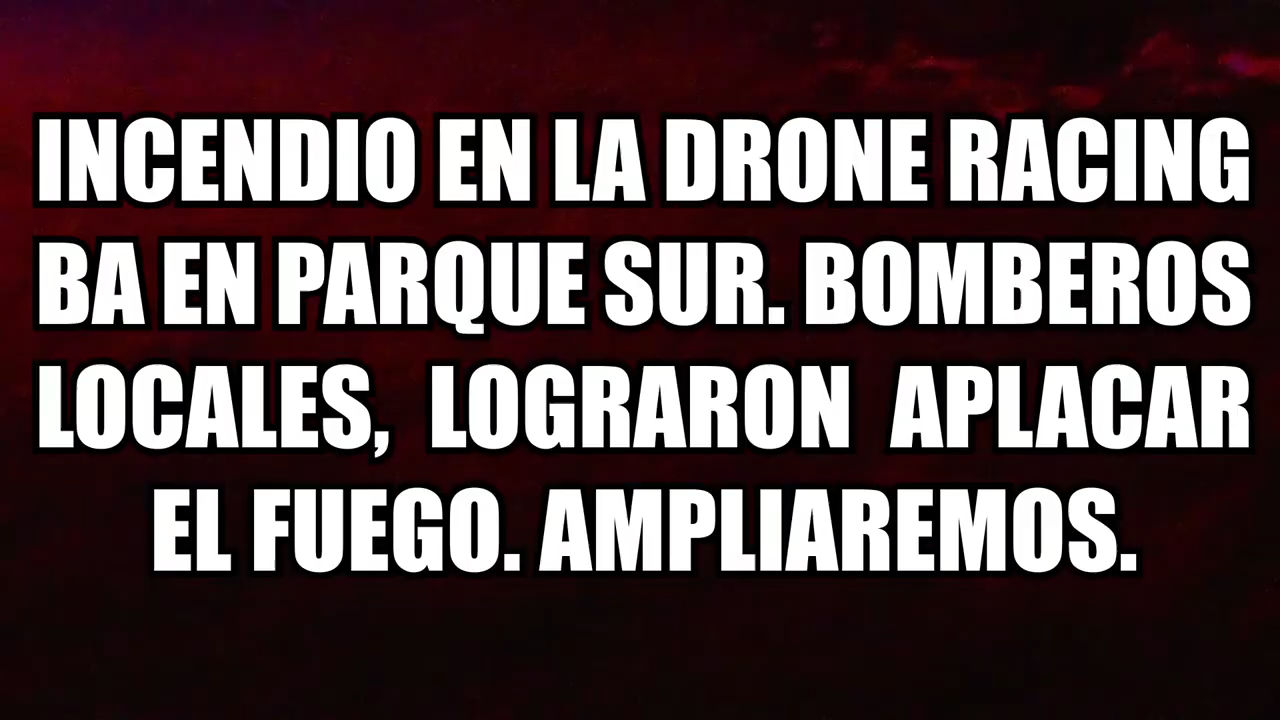 INCENDIO EN LA DRONE RACING
BA EN PARQUE SUR. BOMBEROS
LOCALES, LOGRARON APLACAR
EL FUEGO. AMPLIAREMOS.